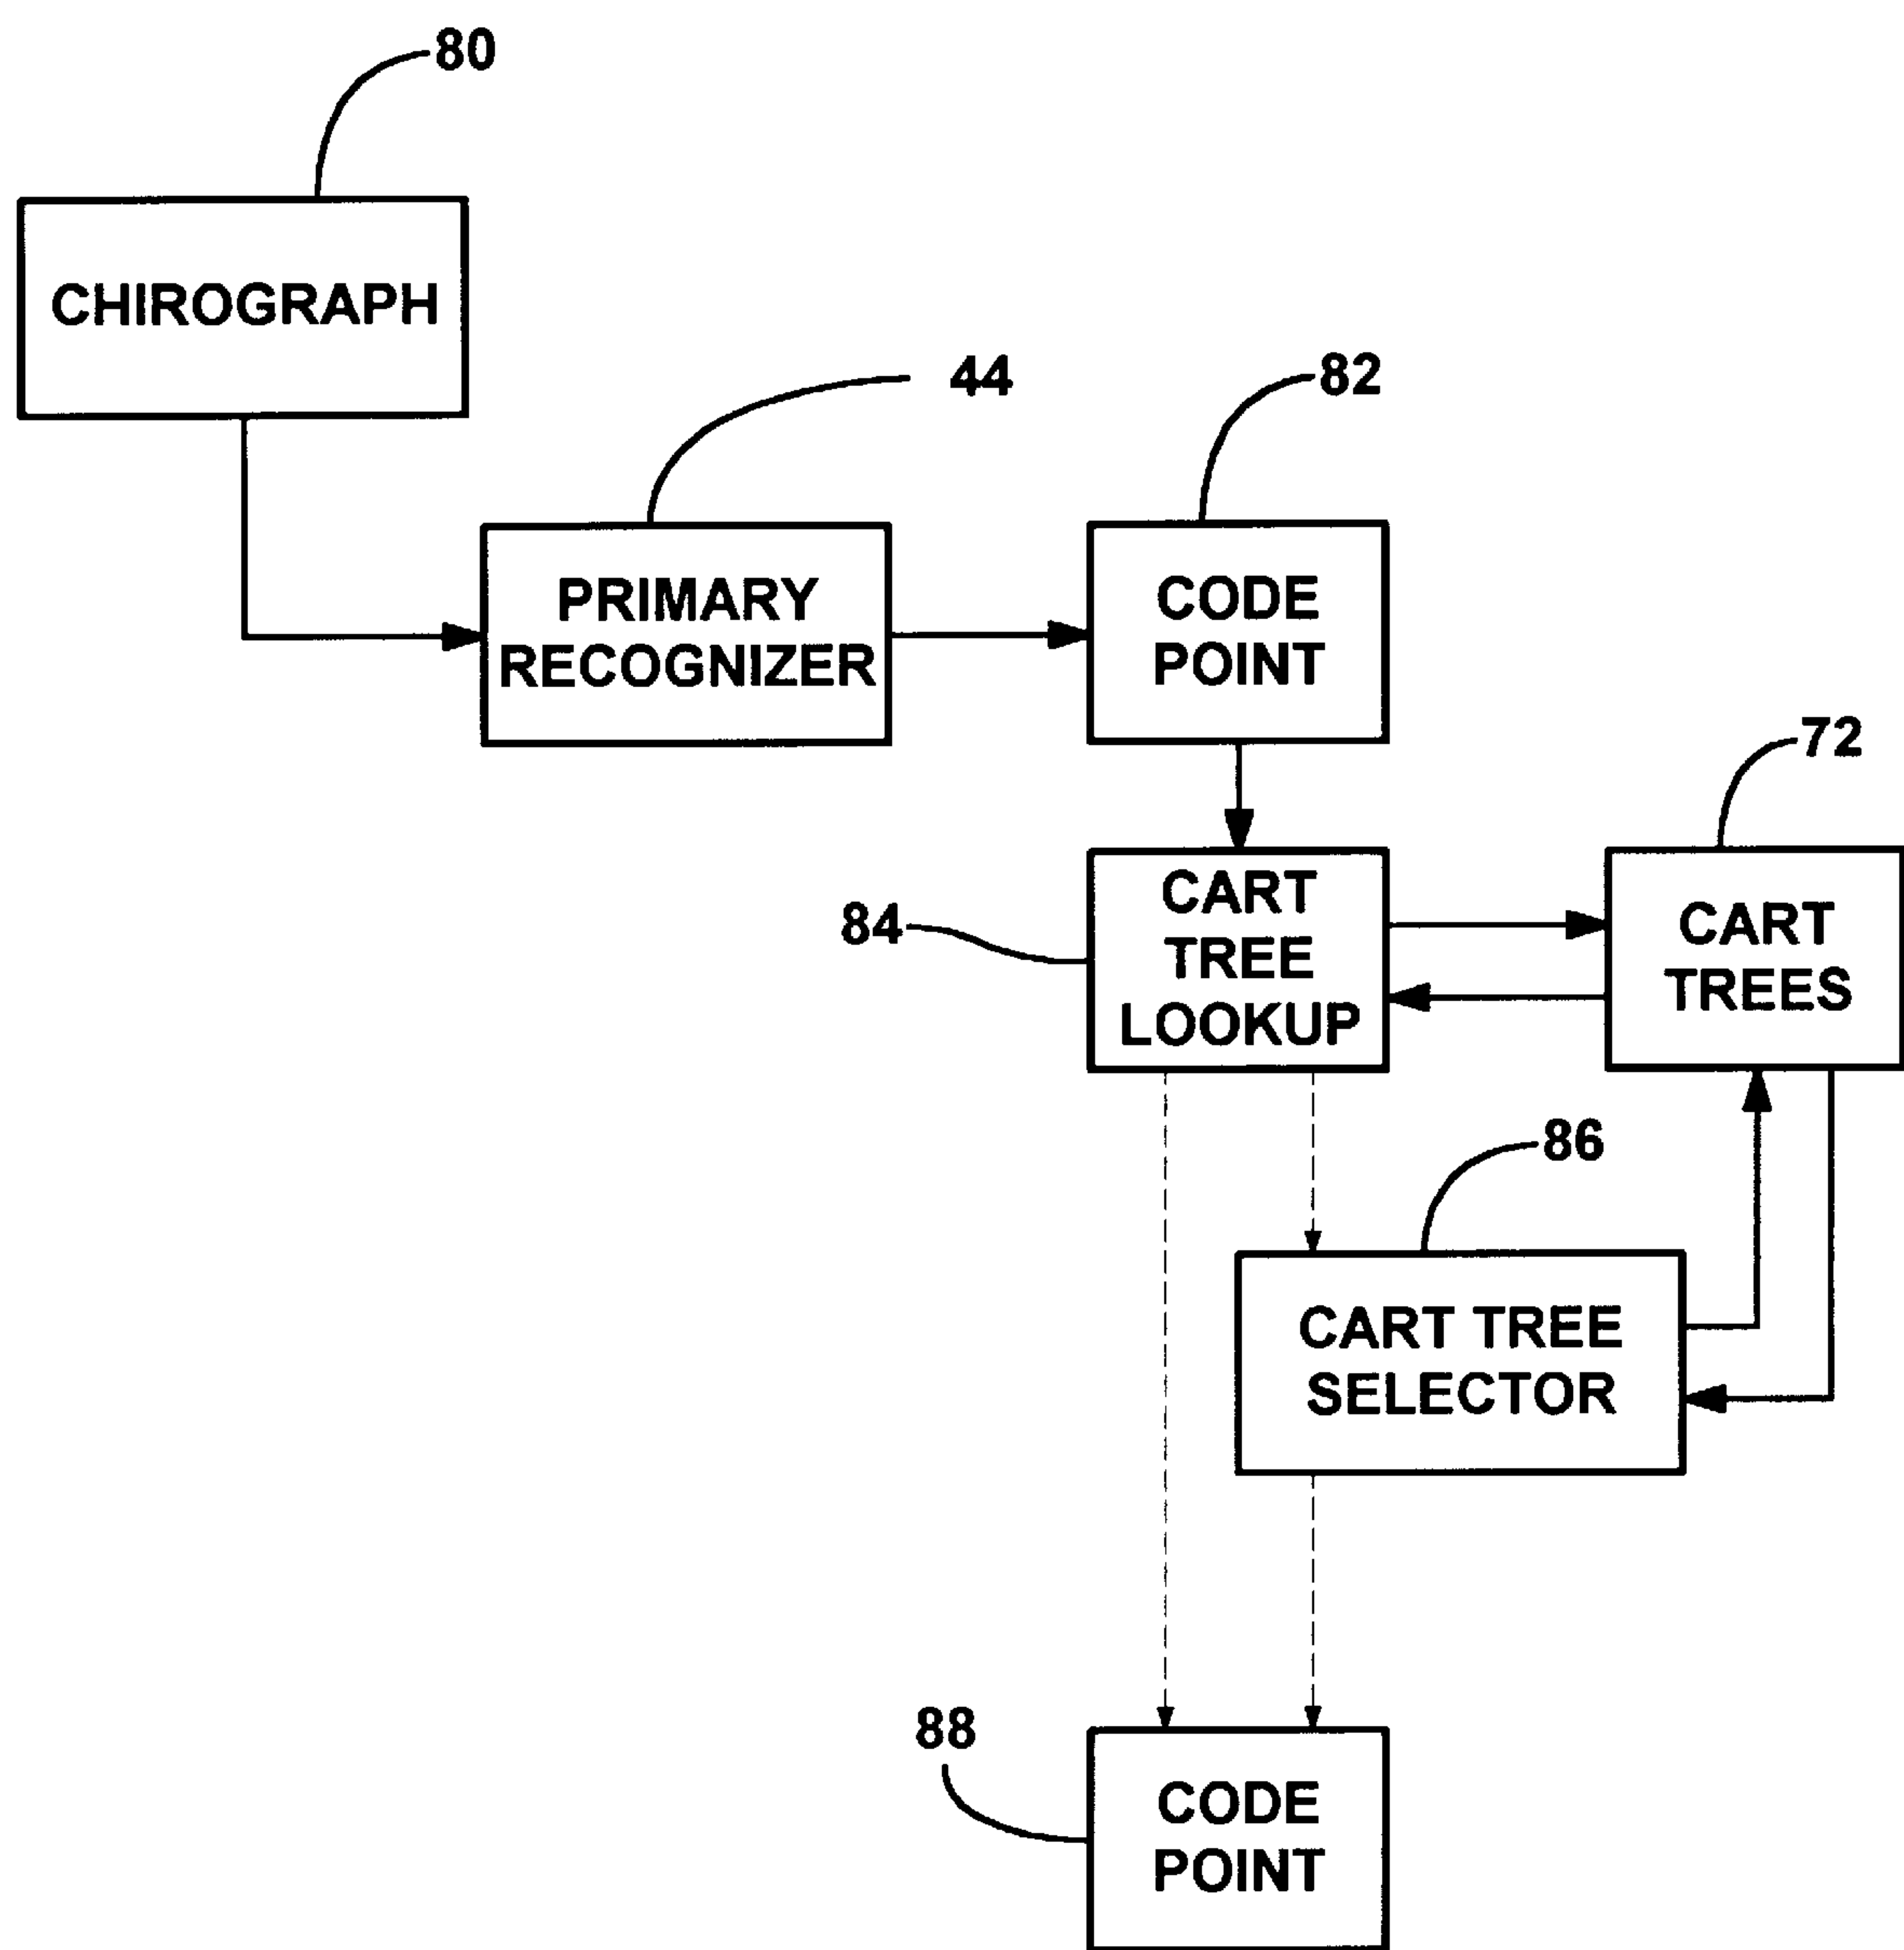 80
CHIROGRAPH
44
82
PRIMARY
RECOGNIZER
CODE
POINT
72
84
CART
TREE
LOOKUP
CART
TREES
86
CART TREE
SELECTOR
88
CODE
POINT